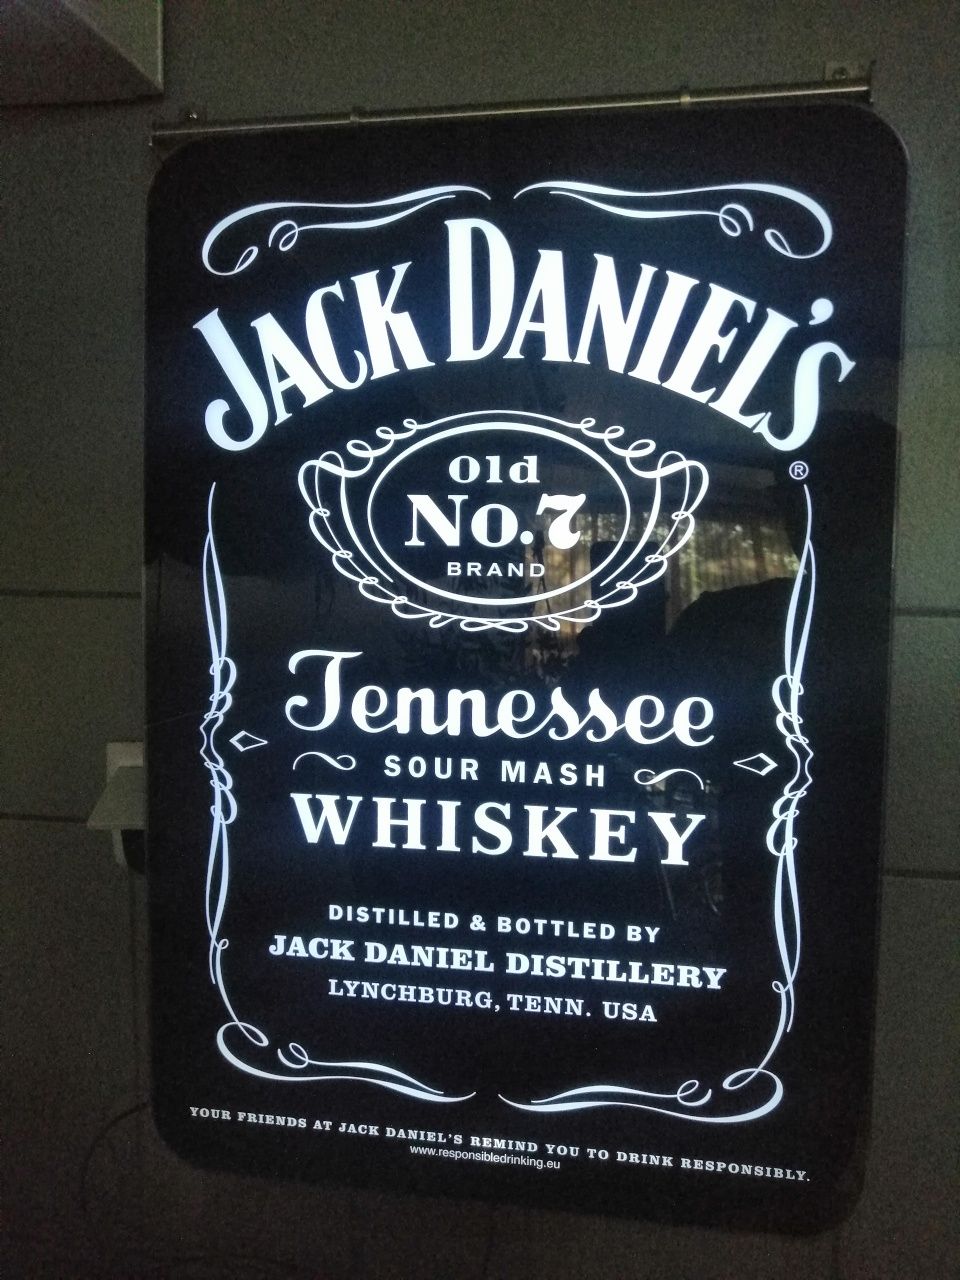 JACK DANIEL'S
®
Old
No.7
BRAND
Tennessee
SOUR MASH
WHISKEY
DISTILLED & BOTTLED BY
JACK DANIEL DISTILLERY
LYNCHBURG, TENN. USA
YOUR FRIENDS AT JACK DANIEL'S REMIND YOU TO DRINK RESPONSIBLY.
www.responsibledrinking.eu